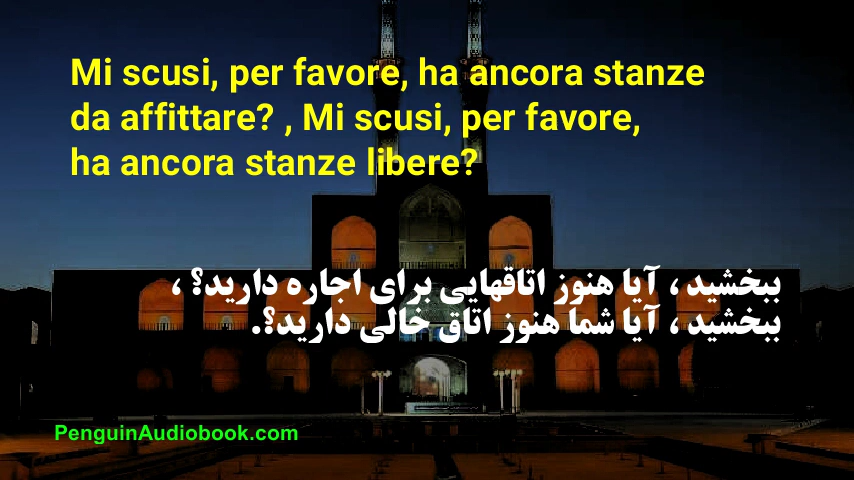 Mi scusi, per favore, ha ancora stanze
da affittare? , Mi scusi, per favore,
ha ancora stanze libere?
ببخشید ، آیا هنوز اتاقهایی برای اجاره دارید؟ ،
ببخشید ، آیا شما هنوز اتاق خالی دارید؟.
PenguinAudiobook.com